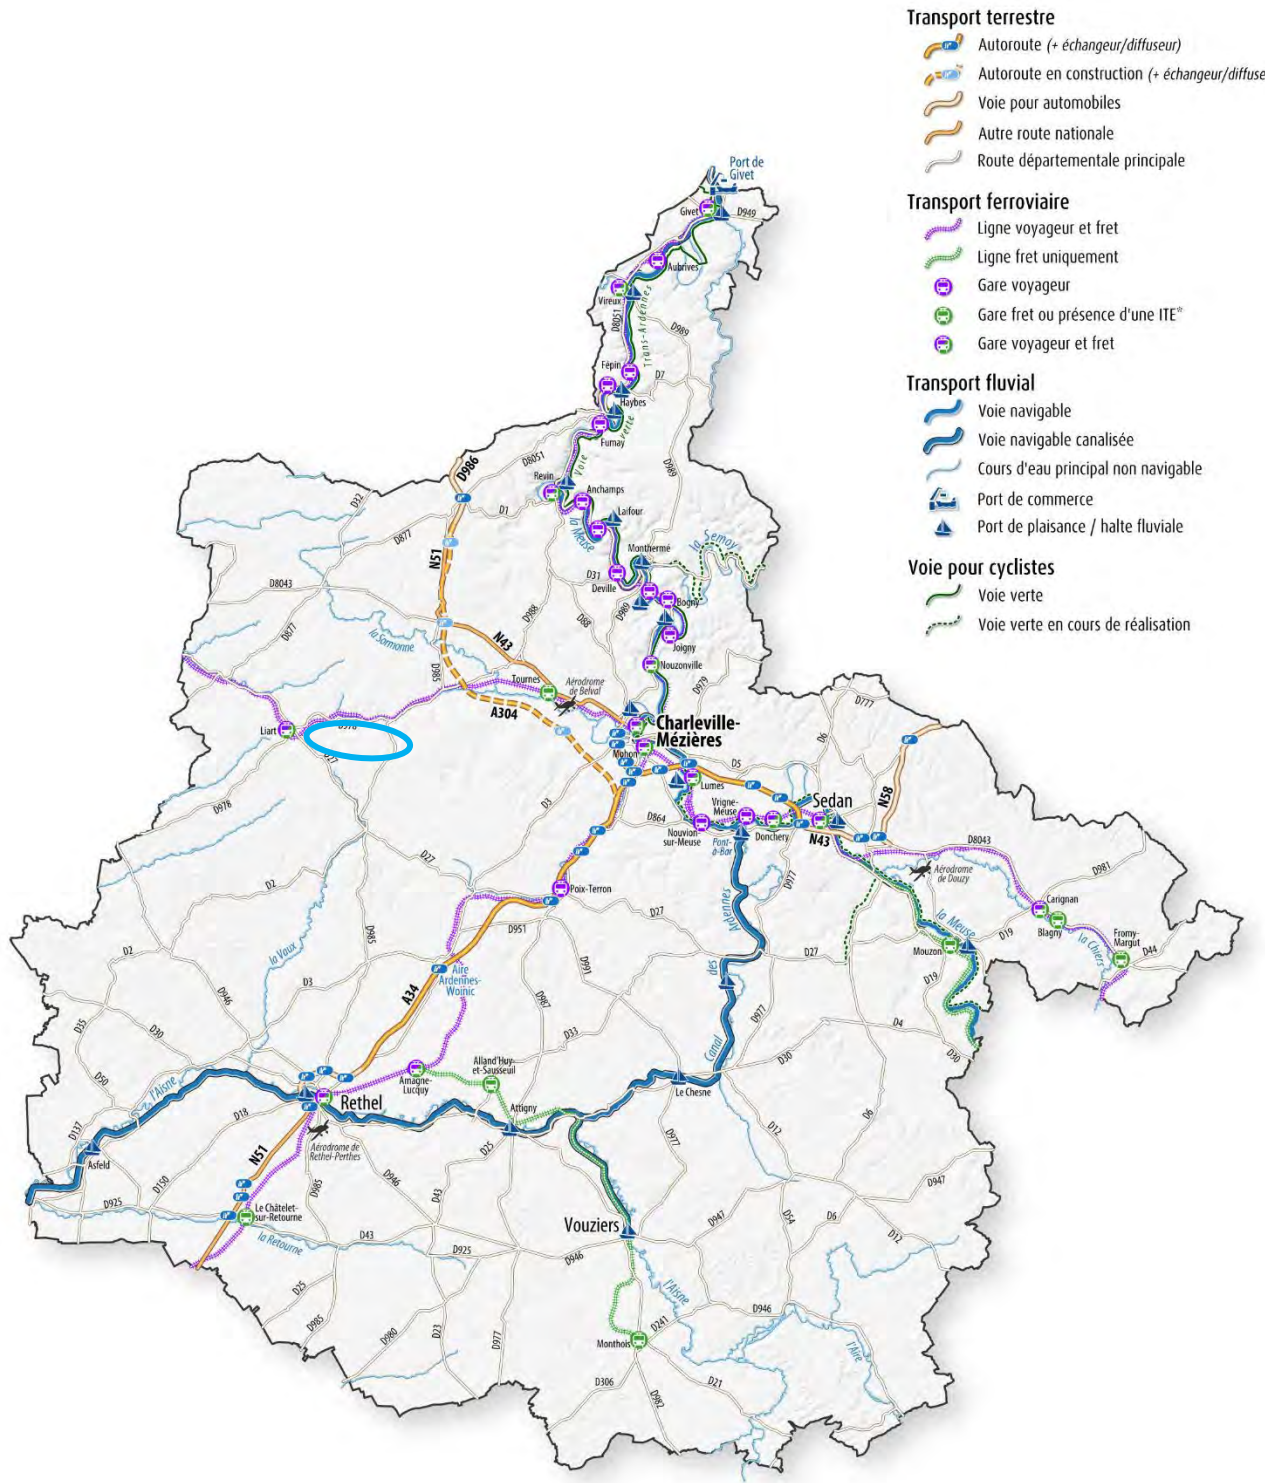 Transport terrestre
Autoroute (+ échangeur/diffuseur)
Autoroute en construction (+ échangeur/diffuse
Voie pour automobiles
Autre route nationale
Route départementale principale
Transport ferroviaire
Ligne voyageur et fret
Ligne fret uniquement
Gare voyageur
Gare fret ou présence d'une ITE*
Gare voyageur et fret
Transport fluvial
Voie navigable
Voie navigable canalisée
Cours d'eau principal non navigable
Port de commerce
Port de plaisance / halte fluviale
Voie pour cyclistes
Voie verte
Voie verte en cours de réalisation
Port de
Givet
Givet
D949
Aubrives
Vireux
D8051
Trans-Ardennes
D989
Fépin
D7
Haybes
Fumay
verte
Voie
D8051
D986
D989
Revin
Anchamps
D32
D1
Laifour
la Meuse
D877
N51
Monthermé
la Semoy
D8043
D31
Deville
D989
Bogny
D877
D988
D88
la Sormonne
N43
Joigny
Nouzonville
D985
Tournes
Aérodrome
de Belval
D979
D777
A304
Liart
D978
Charleville-
Mézières
D6
D27
Mohon
D5
Lumes
N58
D978
D3
Vrigne-
Meuse
Sedan
D864
Nouvion-
sur-Meuse
Pont-
à-Bar
Donchery
N43
D8043
D27
D977
Aérodrome
de Douzy
D981
D2
Poix-Terron
Carignan
D27
Ardennes
la Meuse
Blagny
D951
D985
D19
la Chiers
Fromy-
Margut
D2
la Vaux
D991
D27
Mouzon
D44
Aire
Ardennes-
Woinic
des
D19
D3
A34
D946
D987
D977
D35
D30
D33
D4
Canal
D30
D30
D50
l'Aisne
Alland'Huy-
et-Sausseuil
Amagne-
Lucquy
Le Chesne
Rethel
Attigny
D6
D18
D137
D12
Aérodrome de
Rethel-Perthes
D25
D977
Asfeld
N51
D946
D150
D985
D43
D947
D925
Le Châtelet-
sur-Retourne
Vouziers
D947
D54
D6
D12
la Retourne
D43
D925
D946
l'Aisne
D25
D946
D985
D980
D23
D977
D241
Monthois
l'Aire
D306
D21
D982